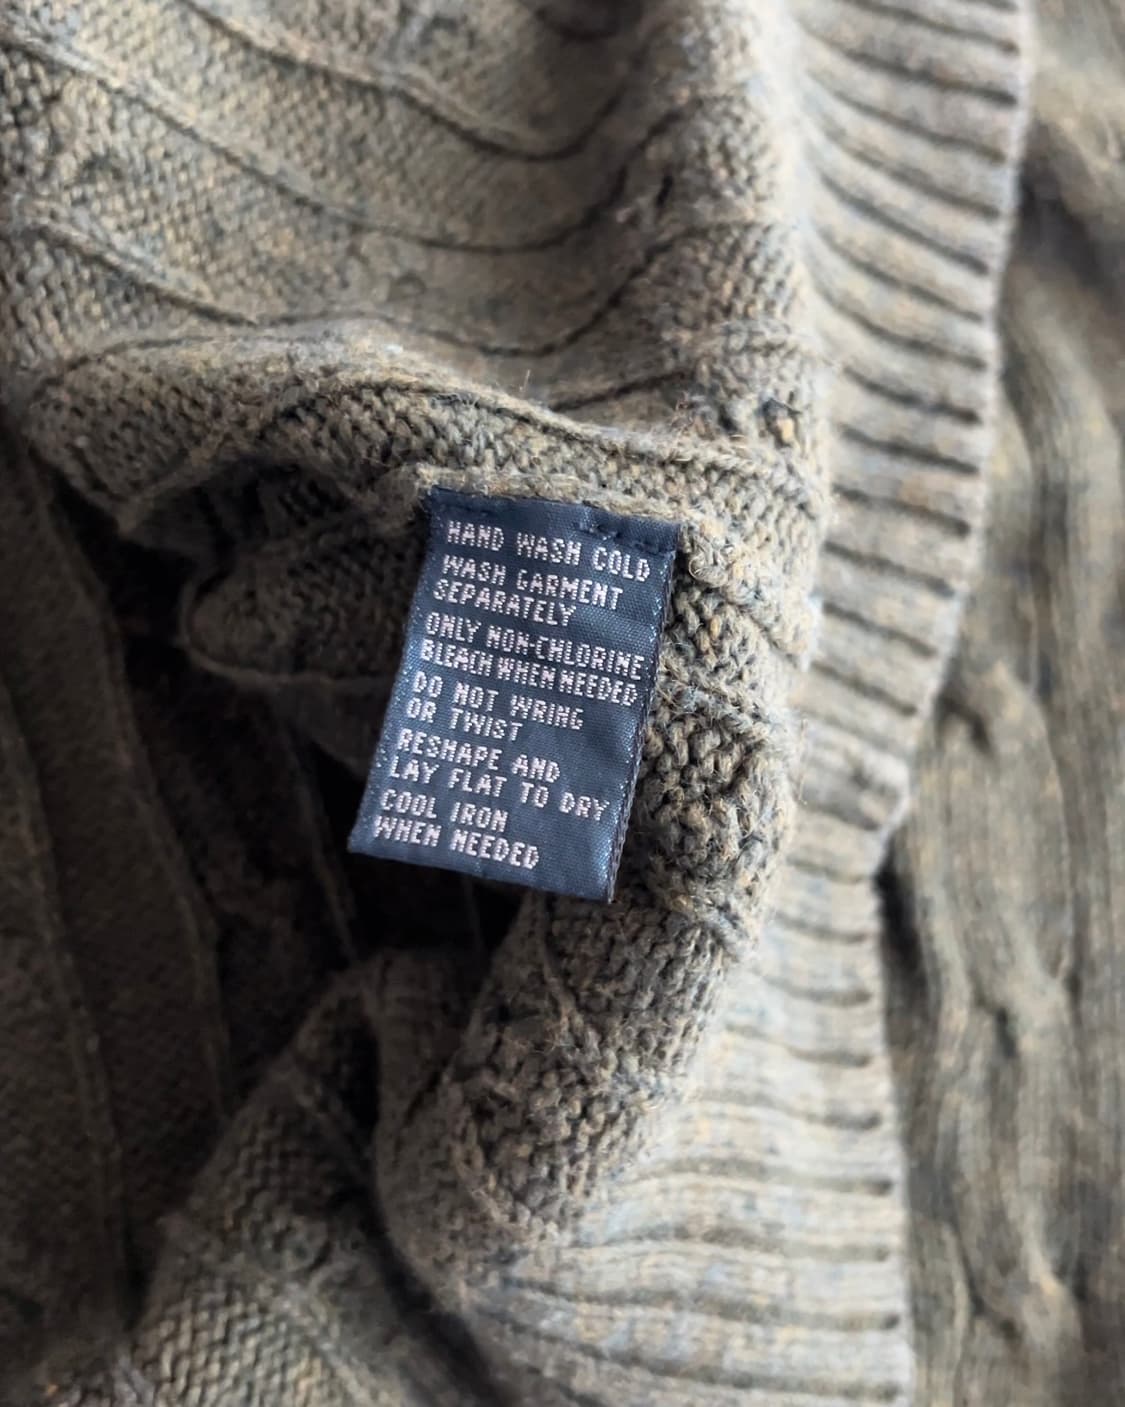 HAND WASH COLD
WASH GARMENT
SEPARATELY
ONLY NON-CHLORINE
BLEACH WHEN NEEDED
DO NOT WRING
OR TWIST
RESHAPE AND
LAY FLAT TO DRY
COOL IRON
WHEN NEEDED